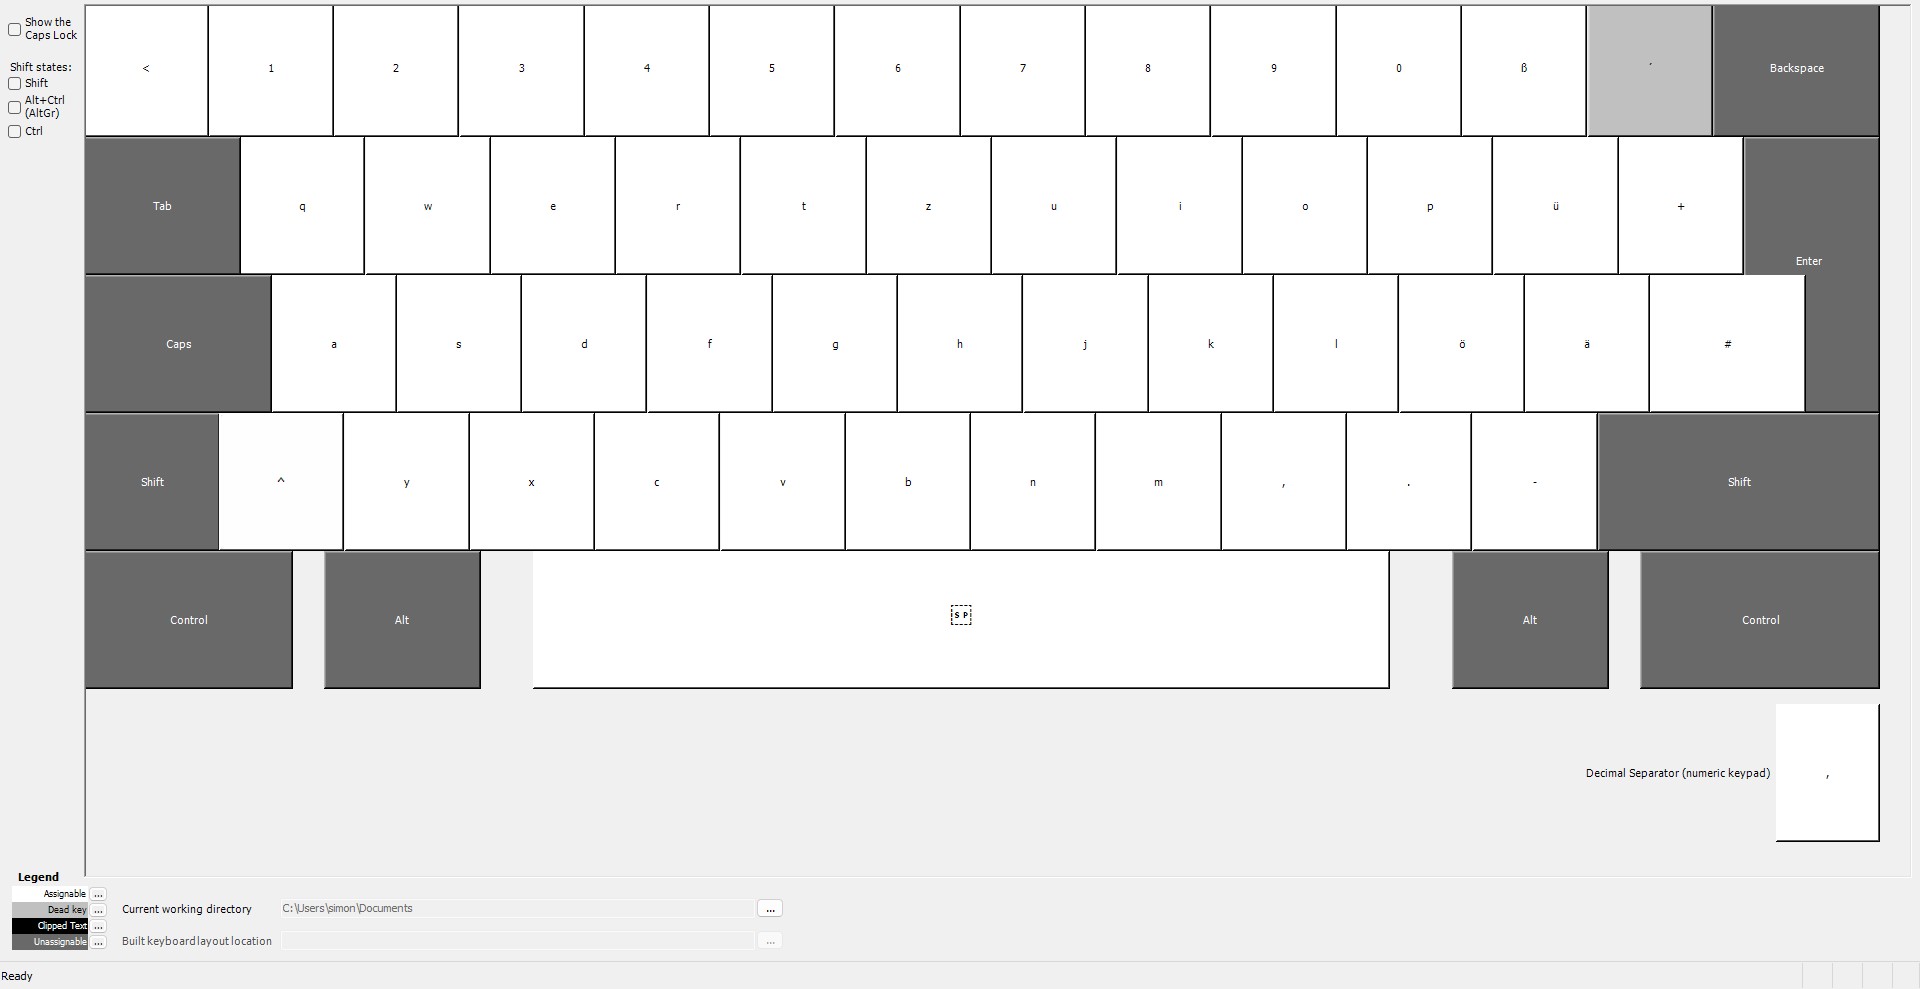 Show the
Caps Lock
Shift states:
Shift
Alt+Ctrl
(AltGr)
Ctrl
< 1 2 3 4 5 6 7 8 9 0 ß ´ Backspace
Tab q w e r t z u i o p ü + Enter
Caps a s d f g h j k l ö ä #
Shift ^ y x c v b n m , . - Shift
Control Alt SP Alt Control
Decimal Separator (numeric keypad) ,
Legend
Assignable ...
Dead key ...
Clipped Text ...
Unassignable ...
Current working directory C:\Users\simon\Documents ...
Built keyboard layout location ...
Ready